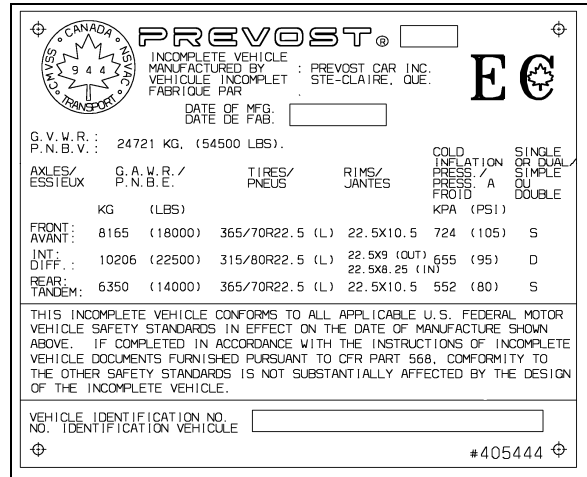 CANADA
CMVSS 944 NSVAC
TRANSPORT
PREVOST®
INCOMPLETE VEHICLE
MANUFACTURED BY : PREVOST CAR INC.
VEHICULE INCOMPLET STE-CLAIRE, QUE.
FABRIQUE PAR .
EC
DATE OF MFG.
DATE DE FAB.
G.V.W.R.:
P.N.B.V.: 24721 KG, (54500 LBS).
AXLES/ G.A.W.R./ TIRES/ RIMS/ COLD INFLATION PRESS./ SINGLE OR DUAL/
ESSIEUX P.N.B.E. PNEUS JANTES PRESS. A FROID SIMPLE OU DOUBLE
KG (LBS) KPA (PSI)
FRONT:
AVANT: 8165 (18000) 365/70R22.5 (L) 22.5X10.5 724 (105) S
INT:
DIFF.: 10206 (22500) 315/80R22.5 (L) 22.5X9 (OUT) 22.5X8.25 (IN) 655 (95) D
REAR:
TANDEM: 6350 (14000) 365/70R22.5 (L) 22.5X10.5 552 (80) S
THIS INCOMPLETE VEHICLE CONFORMS TO ALL APPLICABLE U.S. FEDERAL MOTOR
VEHICLE SAFETY STANDARDS IN EFFECT ON THE DATE OF MANUFACTURE SHOWN
ABOVE. IF COMPLETED IN ACCORDANCE WITH THE INSTRUCTIONS OF INCOMPLETE
VEHICLE DOCUMENTS FURNISHED PURSUANT TO CFR PART 568, COMFORMITY TO
THE OTHER SAFETY STANDARDS IS NOT SUBSTANTIALLY AFFECTED BY THE DESIGN
OF THE INCOMPLETE VEHICLE.
VEHICLE IDENTIFICATION NO.
NO. IDENTIFICATION VEHICULE
#405444